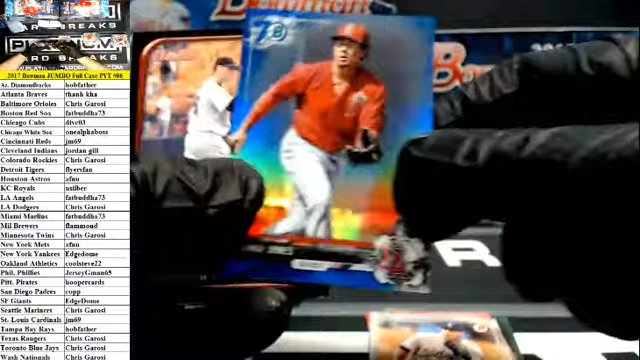 Bowman
2017 Bowman JUMBO Full Case PYT #86
Az. Diamondbacks hobfather
Atlanta Braves thank kha
Baltimore Orioles Chris Garosi
Boston Red Sox fatbuddha73
Chicago Cubs dive03
Chicago White Sox onealphaboss
Cincinnati Reds jm69
Cleveland Indians jordan gill
Colorado Rockies Chris Garosi
Detroit Tigers flyersfan
Houston Astros afnu
KC Royals nsilber
LA Angels fatbuddha73
LA Dodgers Chris Garosi
Miami Marlins fatbuddha73
Mil Brewers flammond
Minnesota Twins Chris Garosi
New York Mets afnu
New York Yankees Edgedome
Oakland Athletics coolsteve22
Phil. Phillies JerseyGman65
Pitt. Pirates hoopercards
San Diego Padres copp
SF Giants EdgeDome
Seattle Mariners Chris Garosi
St. Louis Cardinals jm69
Tampa Bay Rays hobfather
Texas Rangers Chris Garosi
Toronto Blue Jays Chris Garosi
Wash Nationals Chris Garosi